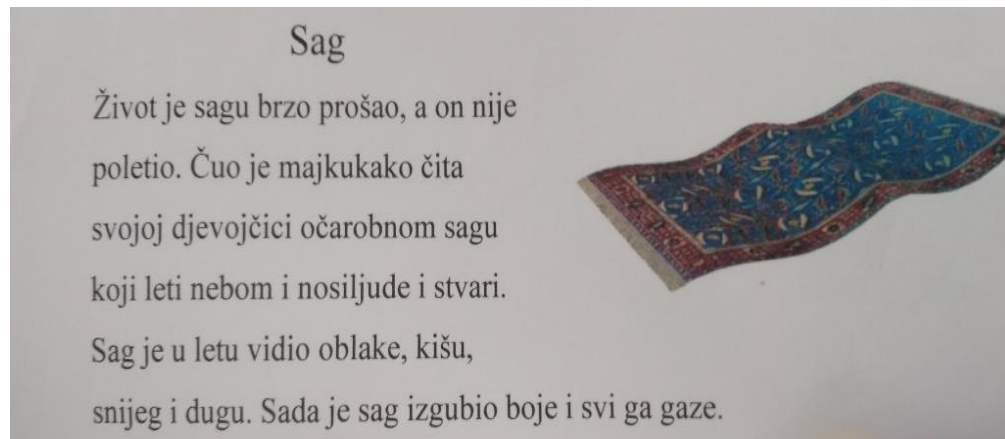 Sag
Život je sagu brzo prošao, a on nije
poletio. Čuo je majkukako čita
svojoj djevojčici očarobnom sagu
koji leti nebom i nosiljude i stvari.
Sag je u letu vidio oblake, kišu,
snijeg i dugu. Sada je sag izgubio boje i svi ga gaze.